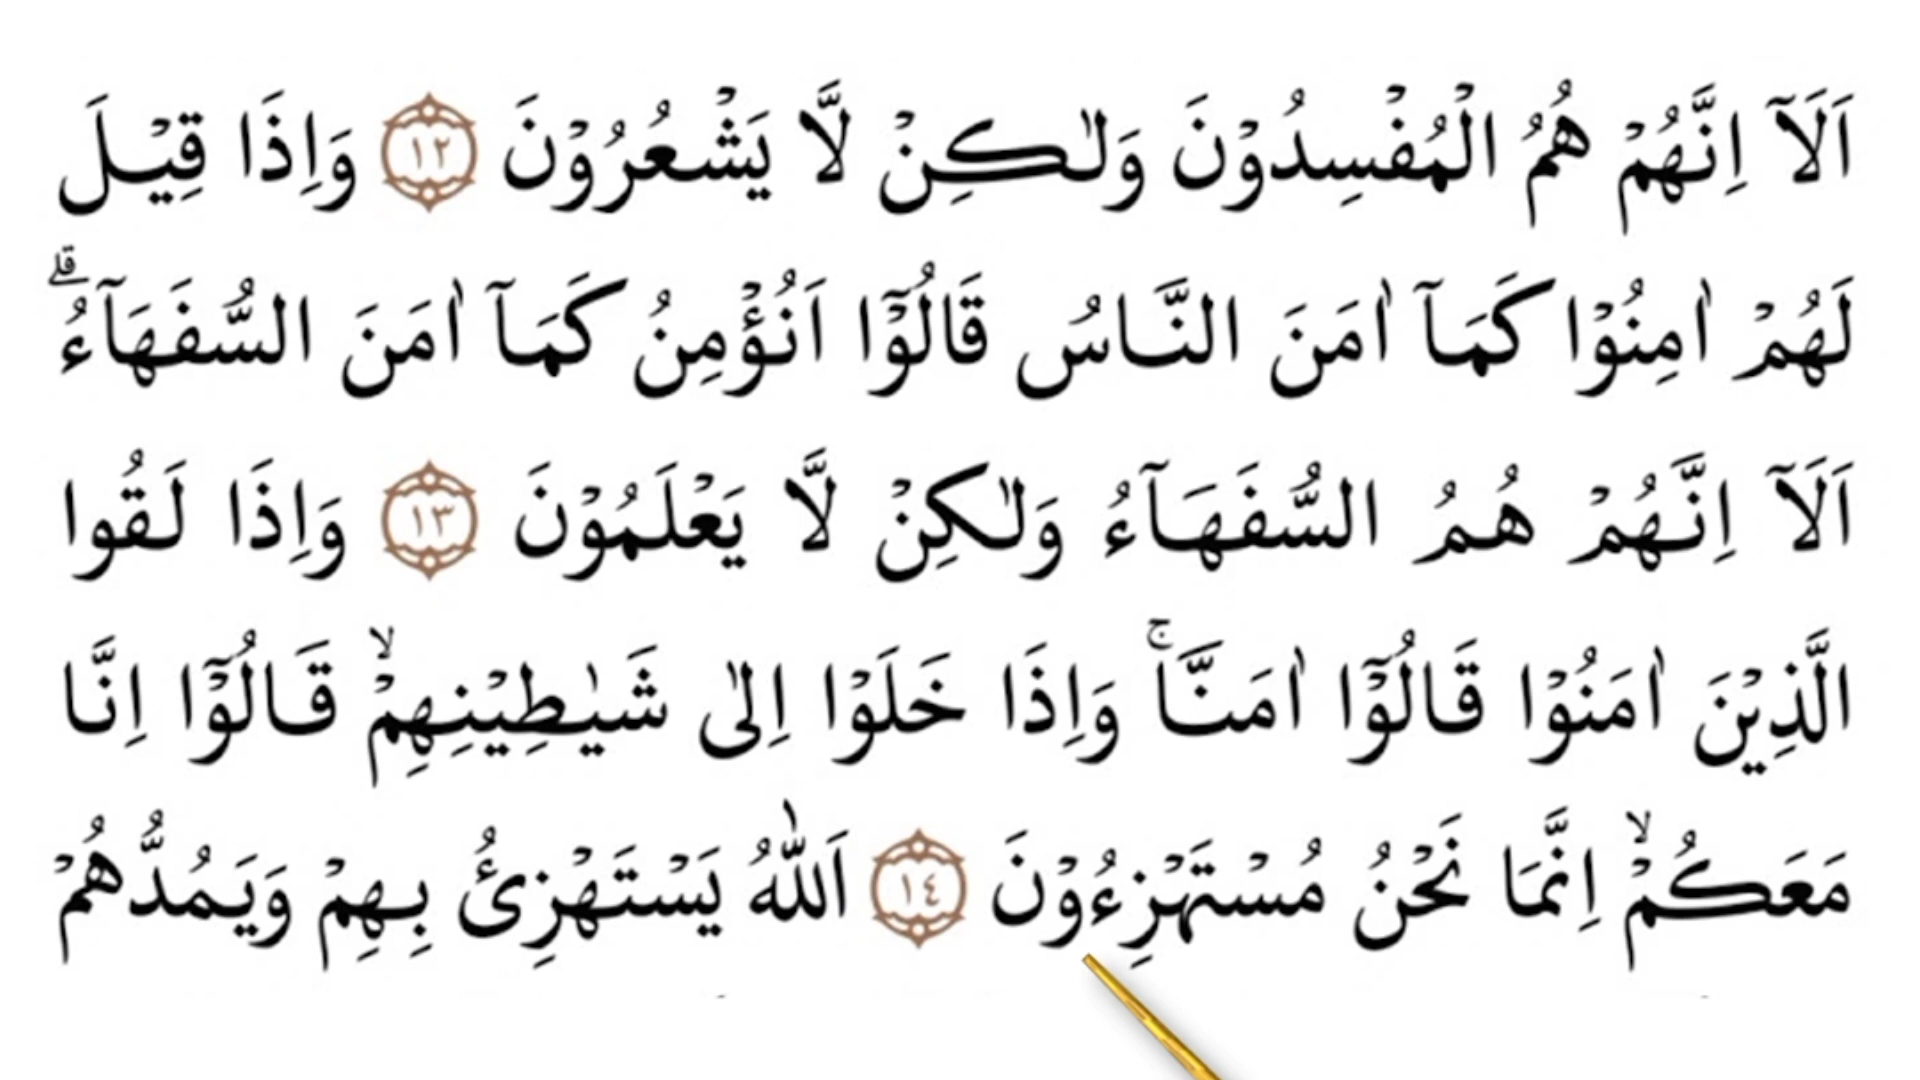 اَلَآ اِنَّهُمْ هُمُ الْمُفْسِدُوْنَ وَلٰكِنْ لَّا يَشْعُرُوْنَ ١٢ وَاِذَا قِيْلَ
لَهُمْ اٰمِنُوْا كَمَآ اٰمَنَ النَّاسُ قَالُوْٓا اَنُؤْمِنُ كَمَآ اٰمَنَ السُّفَهَآءُ ۗ
اَلَآ اِنَّهُمْ هُمُ السُّفَهَآءُ وَلٰكِنْ لَّا يَعْلَمُوْنَ ١٣ وَاِذَا لَقُوا
الَّذِيْنَ اٰمَنُوْا قَالُوْٓا اٰمَنَّا ۚ وَاِذَا خَلَوْا اِلٰى شَيٰطِيْنِهِمْ ۙ قَالُوْٓا اِنَّا
مَعَكُمْ ۙ اِنَّمَا نَحْنُ مُسْتَهْزِءُوْنَ ١٤ اَللّٰهُ يَسْتَهْزِئُ بِهِمْ وَيَمُدُّهُمْ